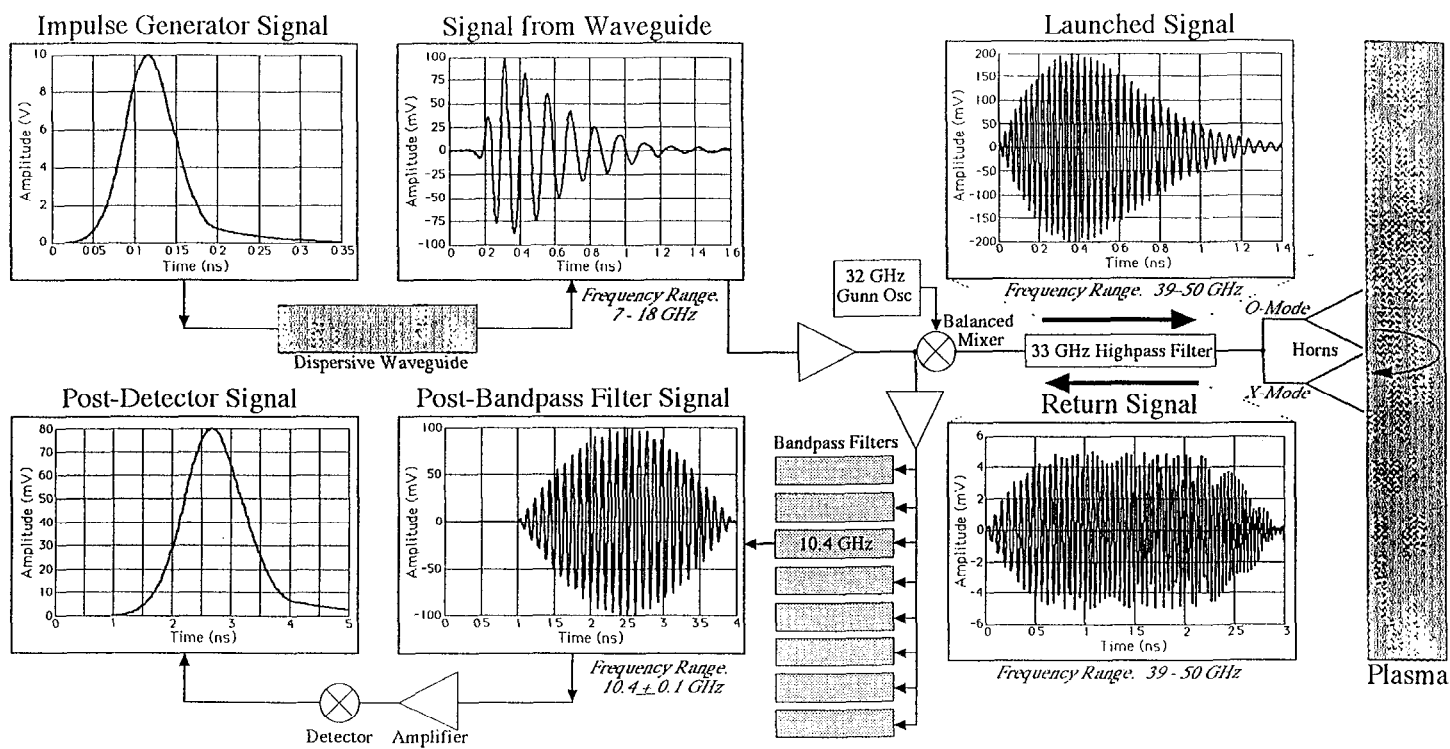 Impulse Generator Signal
Amplitude (V)
10
8
6
4
2
0
0 0.05 0.1 0.15 0.2 0.25 0.3 0.35
Time (ns)
Signal from Waveguide
Amplitude (mV)
100
75
50
25
0
-25
-50
-75
-100
0 0.2 0.4 0.6 0.8 1 1.2 1.4 1.6
Time (ns)
Frequency Range.
7 - 18 GHz
Dispersive Waveguide
Launched Signal
Amplitude (mV)
200
150
100
50
0
-50
-100
-150
-200
0 0.2 0.4 0.6 0.8 1 1.2 1.4
Time (ns)
Frequency Range. 39-50 GHz
32 GHz
Gunn Osc
Balanced
Mixer
33 GHz Highpass Filter
O-Mode
Horns
X-Mode
Plasma
Return Signal
Amplitude (mV)
6
4
2
0
-2
-4
-6
0 0.5 1 1.5 2 2.5 3
Time (ns)
Frequency Range. 39 - 50 GHz
Bandpass Filters
10.4 GHz
Post-Bandpass Filter Signal
Amplitude (mV)
100
50
0
-50
-100
0 0.5 1 1.5 2 2.5 3 3.5 4
Time (ns)
Frequency Range.
10.4 ± 0.1 GHz
Post-Detector Signal
Amplitude (mV)
80
70
60
50
40
30
20
10
0
0 1 2 3 4 5
Time (ns)
Detector
Amplifier